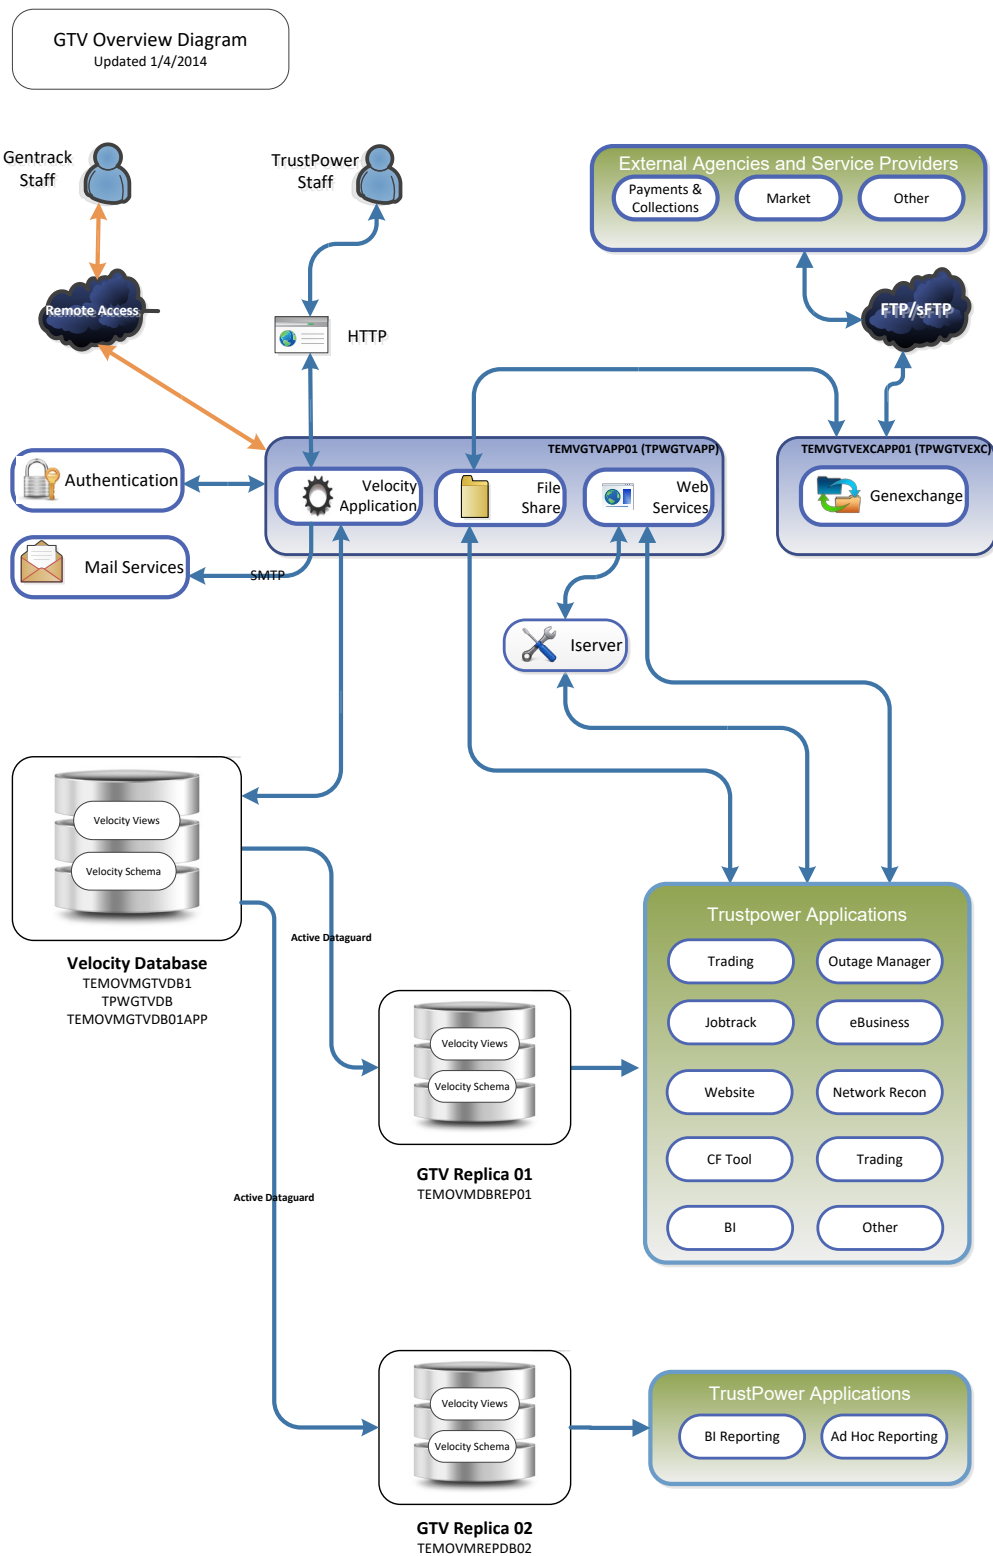 GTV Overview Diagram
Updated 1/4/2014
Gentrack
Staff
TrustPower
Staff
External Agencies and Service Providers
Payments &
Collections
Market
Other
Remote Access
HTTP
FTP/sFTP
TEMVGTVAPP01 (TPWGTVAPP)
TEMVGTVEXCAPP01 (TPWGTVEXC)
Authentication
Velocity
Application
File
Share
Web
Services
Genexchange
Mail Services
SMTP
Iserver
Velocity Views
Velocity Schema
Velocity Database
TEMOVMGTVDB1
TPWGTVDB
TEMOVMGTVDB01APP
Active Dataguard
Trustpower Applications
Trading
Outage Manager
Jobtrack
eBusiness
Website
Network Recon
CF Tool
Trading
BI
Other
Velocity Views
Velocity Schema
GTV Replica 01
TEMOVMDBREP01
Active Dataguard
Velocity Views
Velocity Schema
GTV Replica 02
TEMOVMREPDB02
TrustPower Applications
BI Reporting
Ad Hoc Reporting